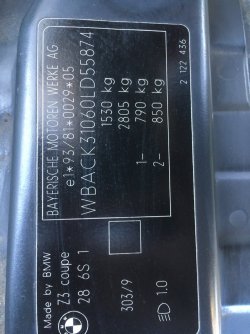 BAYERISCHE MOTOREN WERKE AG
e1*93/81*0029*05
WBACK31060LD55874
1530 kg
2805 kg
1– 790 kg
2– 850 kg
Made by BMW
Z3 coupe
28 6S 1
303/9
1.0
2 122 436